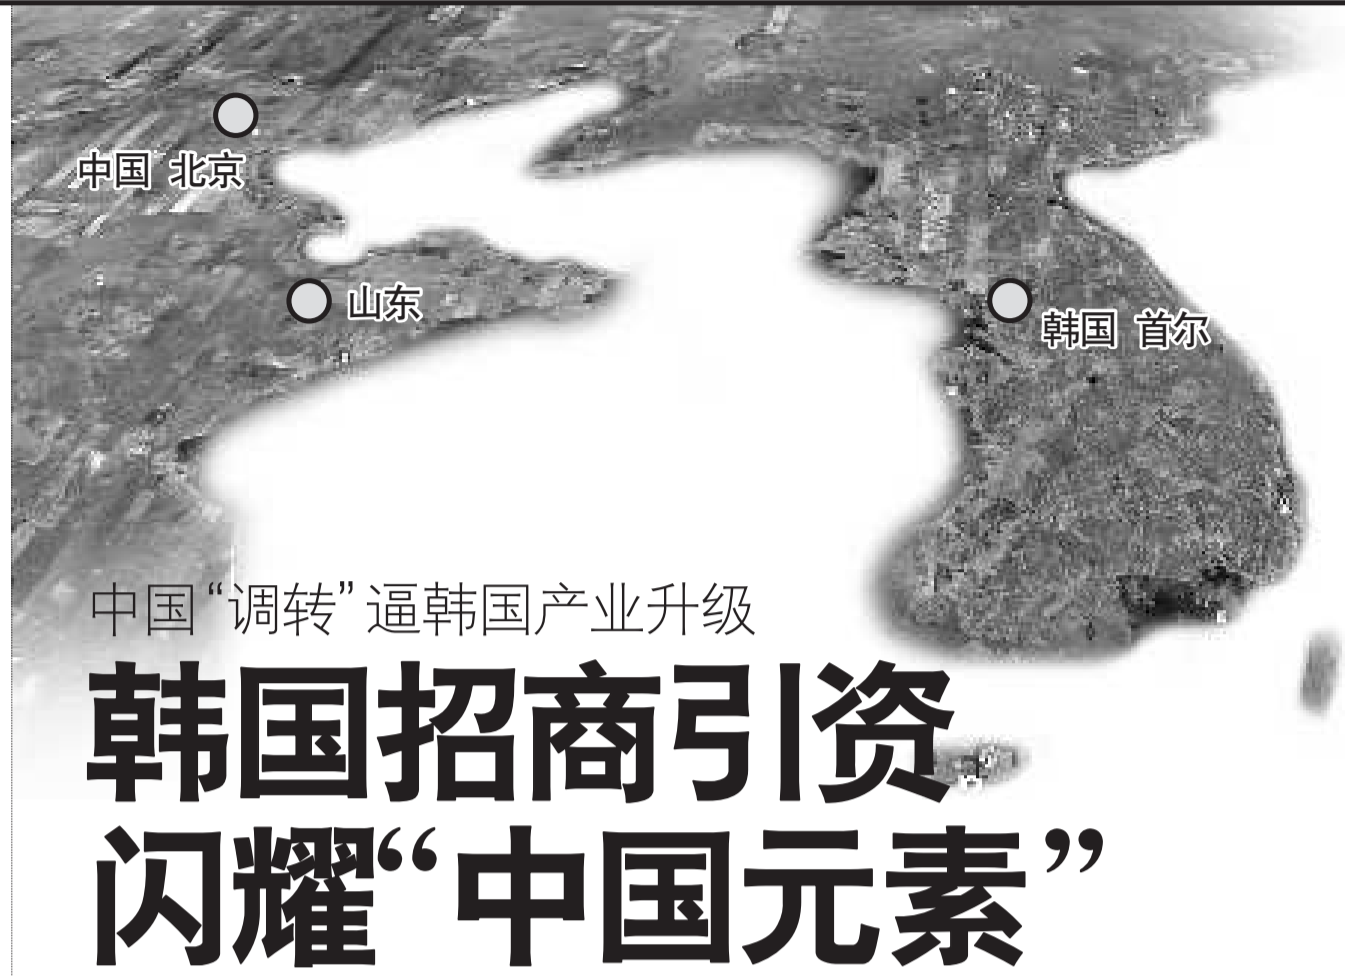 中国 北京
山东
韩国 首尔
中国“调转”逼韩国产业升级
韩国招商引资
闪耀“中国元素”